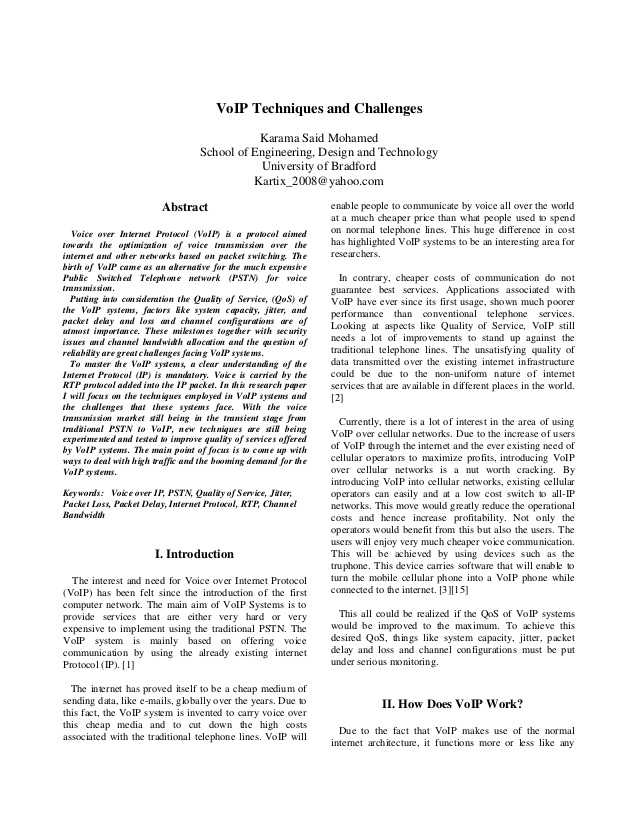 VoIP Techniques and Challenges
Karama Said Mohamed
School of Engineering, Design and Technology
University of Bradford
Kartix_2008@yahoo.com
Abstract
Voice over Internet Protocol (VoIP) is a protocol aimed
towards the optimization of voice transmission over the
internet and other networks based on packet switching. The
birth of VoIP came as an alternative for the much expensive
Public Switched Telephone network (PSTN) for voice
transmission.
Putting into consideration the Quality of Service, (QoS) of
the VoIP systems, factors like system capacity, jitter, and
packet delay and loss and channel configurations are of
utmost importance. These milestones together with security
issues and channel bandwidth allocation and the question of
reliability are great challenges facing VoIP systems.
To master the VoIP systems, a clear understanding of the
Internet Protocol (IP) is mandatory. Voice is carried by the
RTP protocol added into the IP packet. In this research paper
I will focus on the techniques employed in VoIP systems and
the challenges that these systems face. With the voice
transmission market still being in the transient stage from
traditional PSTN to VoIP, new techniques are still being
experimented and tested to improve quality of services offered
by VoIP systems. The main point of focus is to come up with
ways to deal with high traffic and the booming demand for the
VoIP systems.
Keywords: Voice over IP, PSTN, Quality of Service, Jitter,
Packet Loss, Packet Delay, Internet Protocol, RTP, Channel
Bandwidth
I. Introduction
The interest and need for Voice over Internet Protocol
(VoIP) has been felt since the introduction of the first
computer network. The main aim of VoIP Systems is to
provide services that are either very hard or very
expensive to implement using the traditional PSTN. The
VoIP system is mainly based on offering voice
communication by using the already existing internet
Protocol (IP). [1]
The internet has proved itself to be a cheap medium of
sending data, like e-mails, globally over the years. Due to
this fact, the VoIP system is invented to carry voice over
this cheap media and to cut down the high costs
associated with the traditional telephone lines. VoIP will
enable people to communicate by voice all over the world
at a much cheaper price than what people used to spend
on normal telephone lines. This huge difference in cost
has highlighted VoIP systems to be an interesting area for
researchers.
In contrary, cheaper costs of communication do not
guarantee best services. Applications associated with
VoIP have ever since its first usage, shown much poorer
performance than conventional telephone services.
Looking at aspects like Quality of Service, VoIP still
needs a lot of improvements to stand up against the
traditional telephone lines. The unsatisfying quality of
data transmitted over the existing internet infrastructure
could be due to the non-uniform nature of internet
services that are available in different places in the world.
[2]
Currently, there is a lot of interest in the area of using
VoIP over cellular networks. Due to the increase of users
of VoIP through the internet and the ever existing need of
cellular operators to maximize profits, introducing VoIP
over cellular networks is a nut worth cracking. By
introducing VoIP into cellular networks, existing cellular
operators can easily and at a low cost switch to all-IP
networks. This move would greatly reduce the operational
costs and hence increase profitability. Not only the
operators would benefit from this but also the users. The
users will enjoy very much cheaper voice communication.
This will be achieved by using devices such as the
truphone. This device carries software that will enable to
turn the mobile cellular phone into a VoIP phone while
connected to the internet. [3][15]
This all could be realized if the QoS of VoIP systems
would be improved to the maximum. To achieve this
desired QoS, things like system capacity, jitter, packet
delay and loss and channel configurations must be put
under serious monitoring.
II. How Does VoIP Work?
Due to the fact that VoIP makes use of the normal
internet architecture, it functions more or less like any